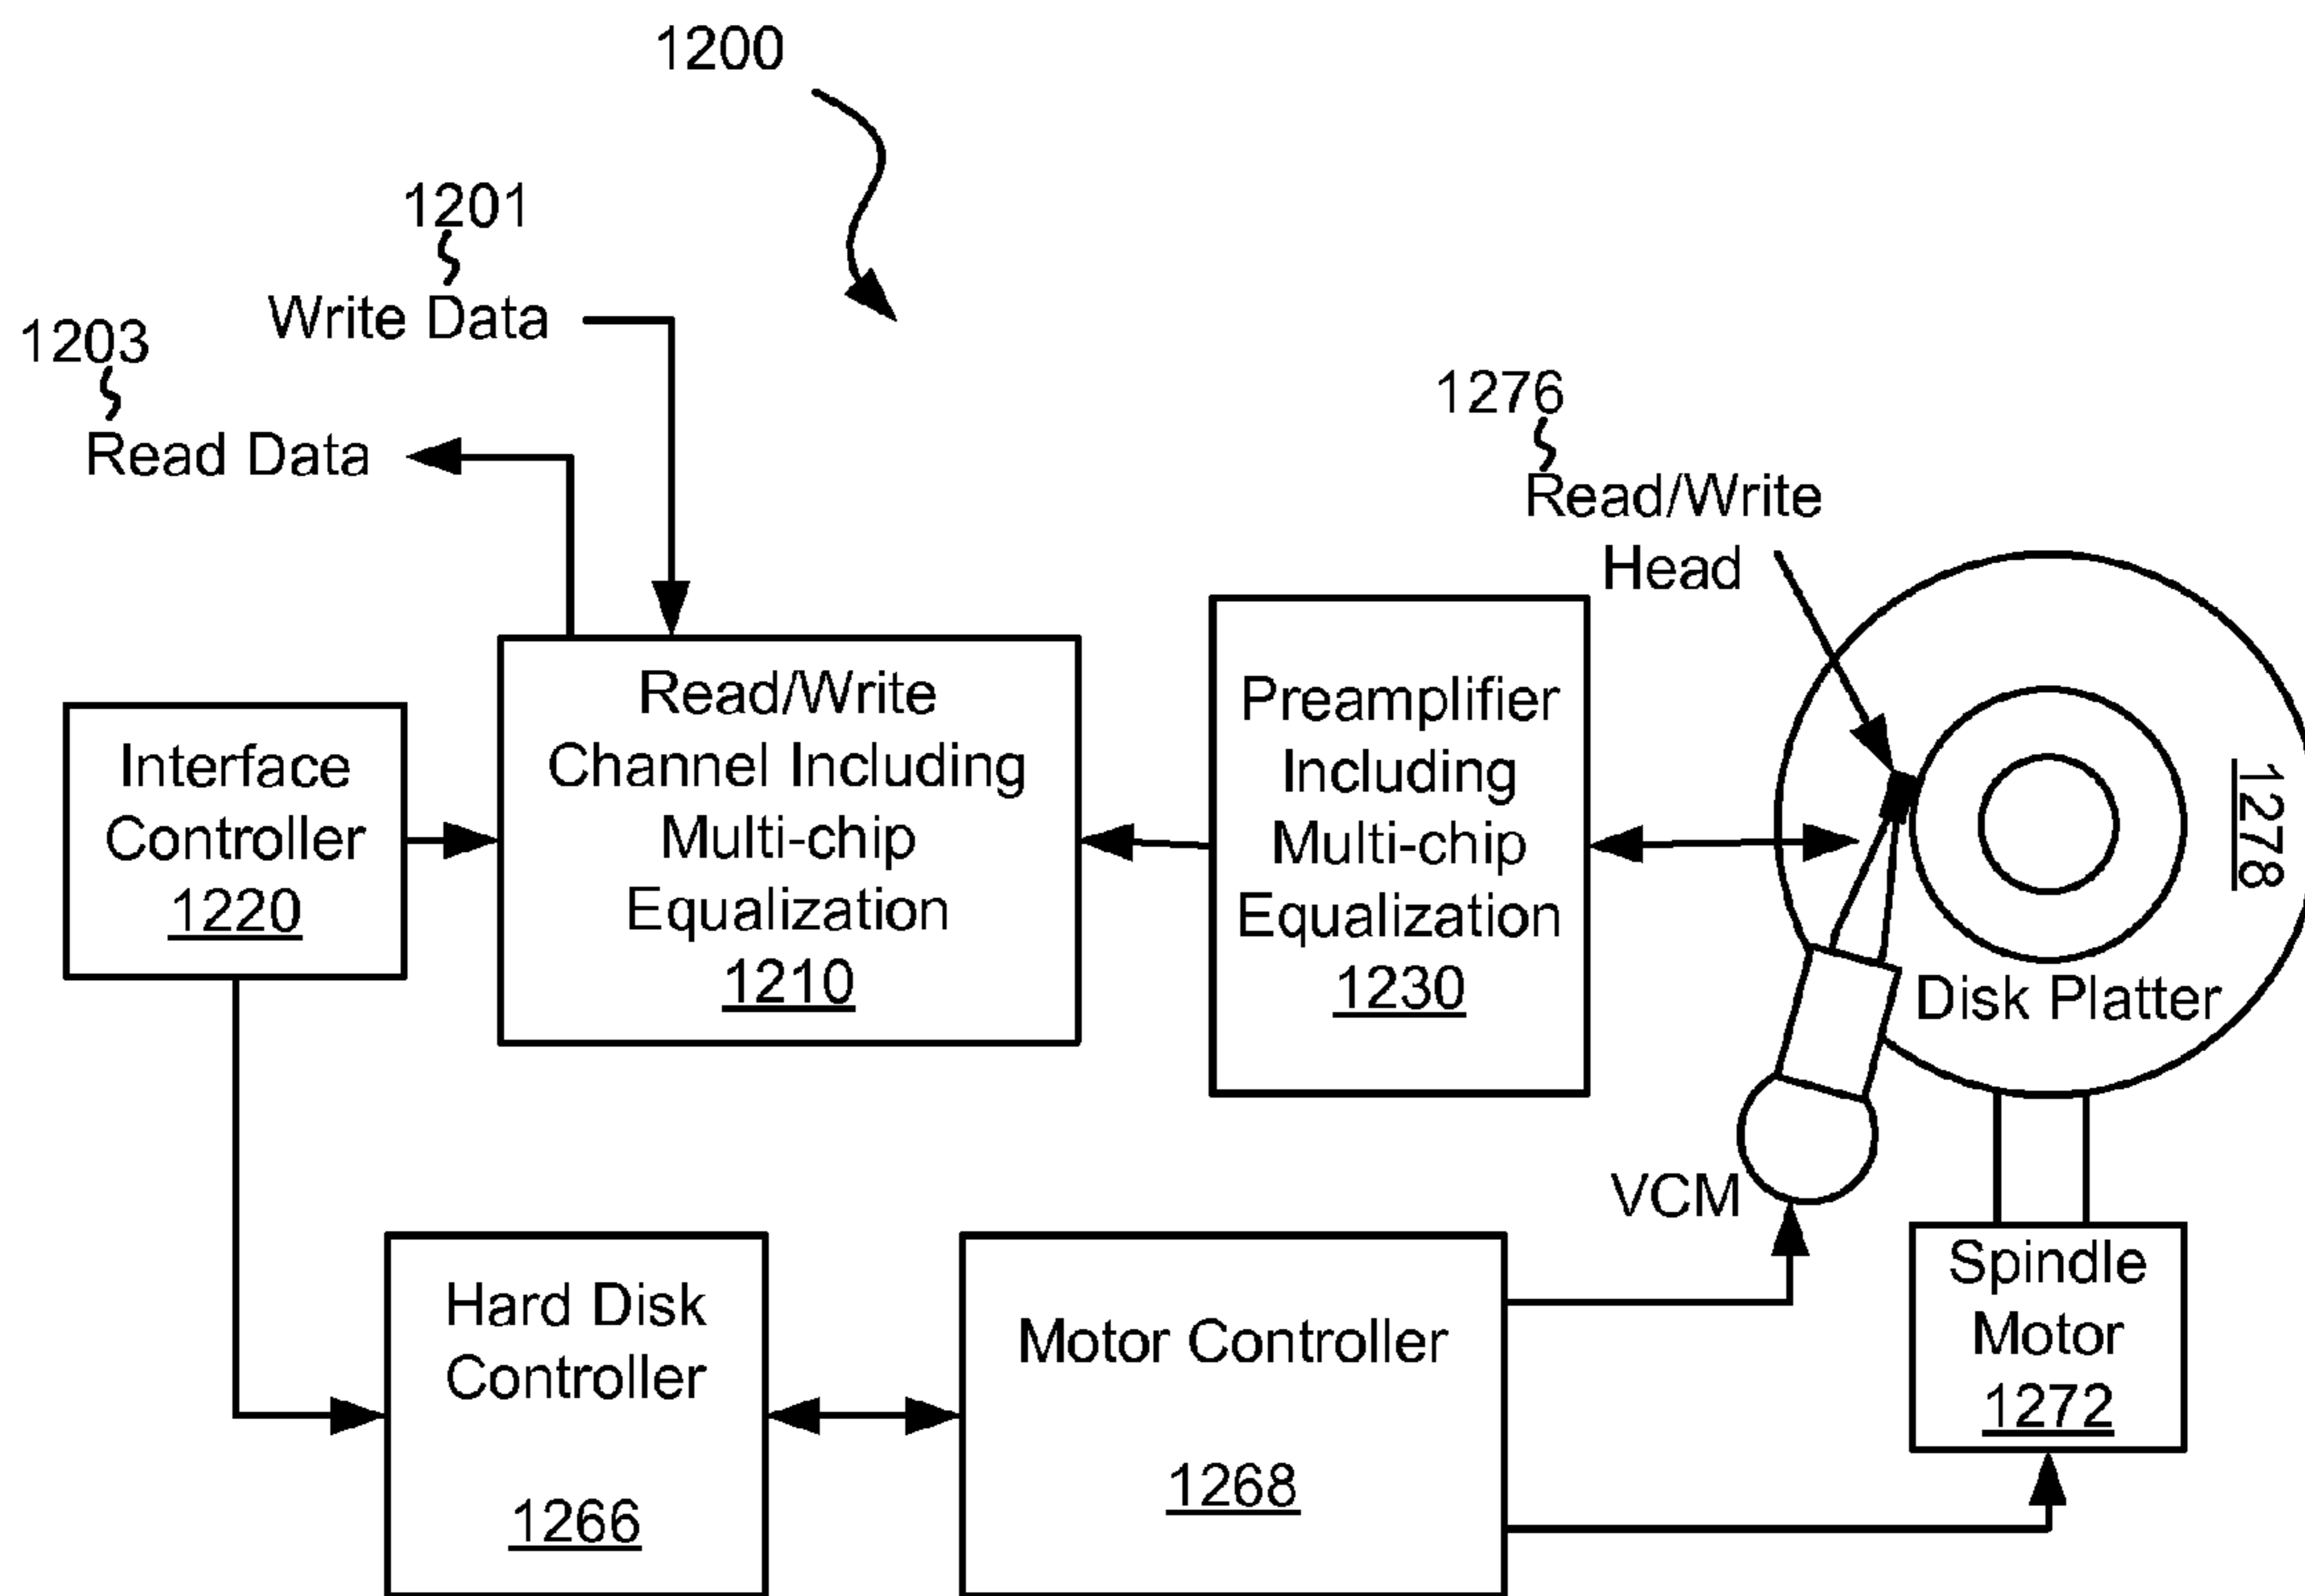 1200
1201
Write Data
1203
Read Data
1276
Read/Write
Head
Interface
Controller
1220
Read/Write
Channel Including
Multi-chip
Equalization
1210
Preamplifier
Including
Multi-chip
Equalization
1230
1278
Disk Platter
VCM
Hard Disk
Controller
1266
Motor Controller
1268
Spindle
Motor
1272